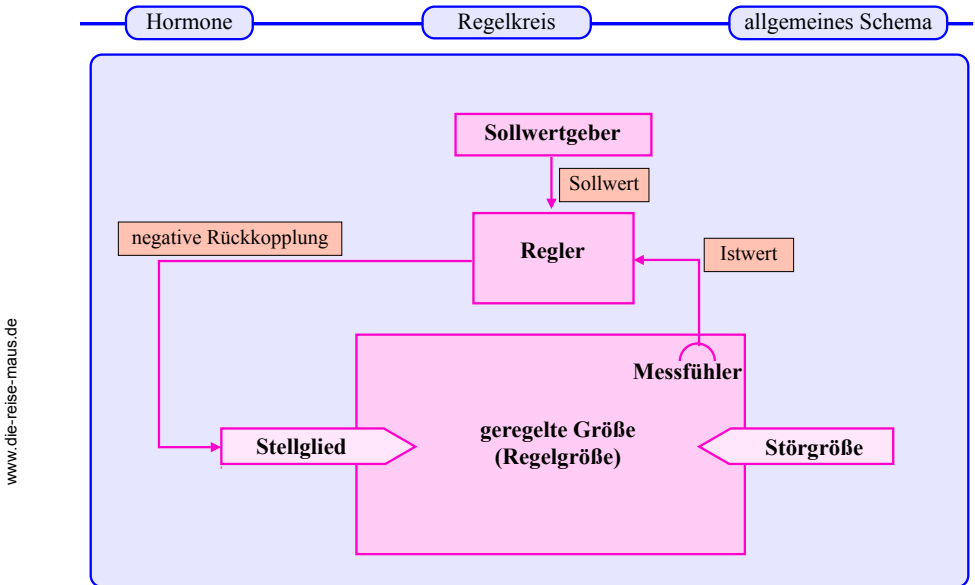 Hormone
Regelkreis
allgemeines Schema
Sollwertgeber
Sollwert
negative Rückkopplung
Regler
Istwert
Messfühler
Stellglied
geregelte Größe
(Regelgröße)
Störgröße
www.die-reise-maus.de